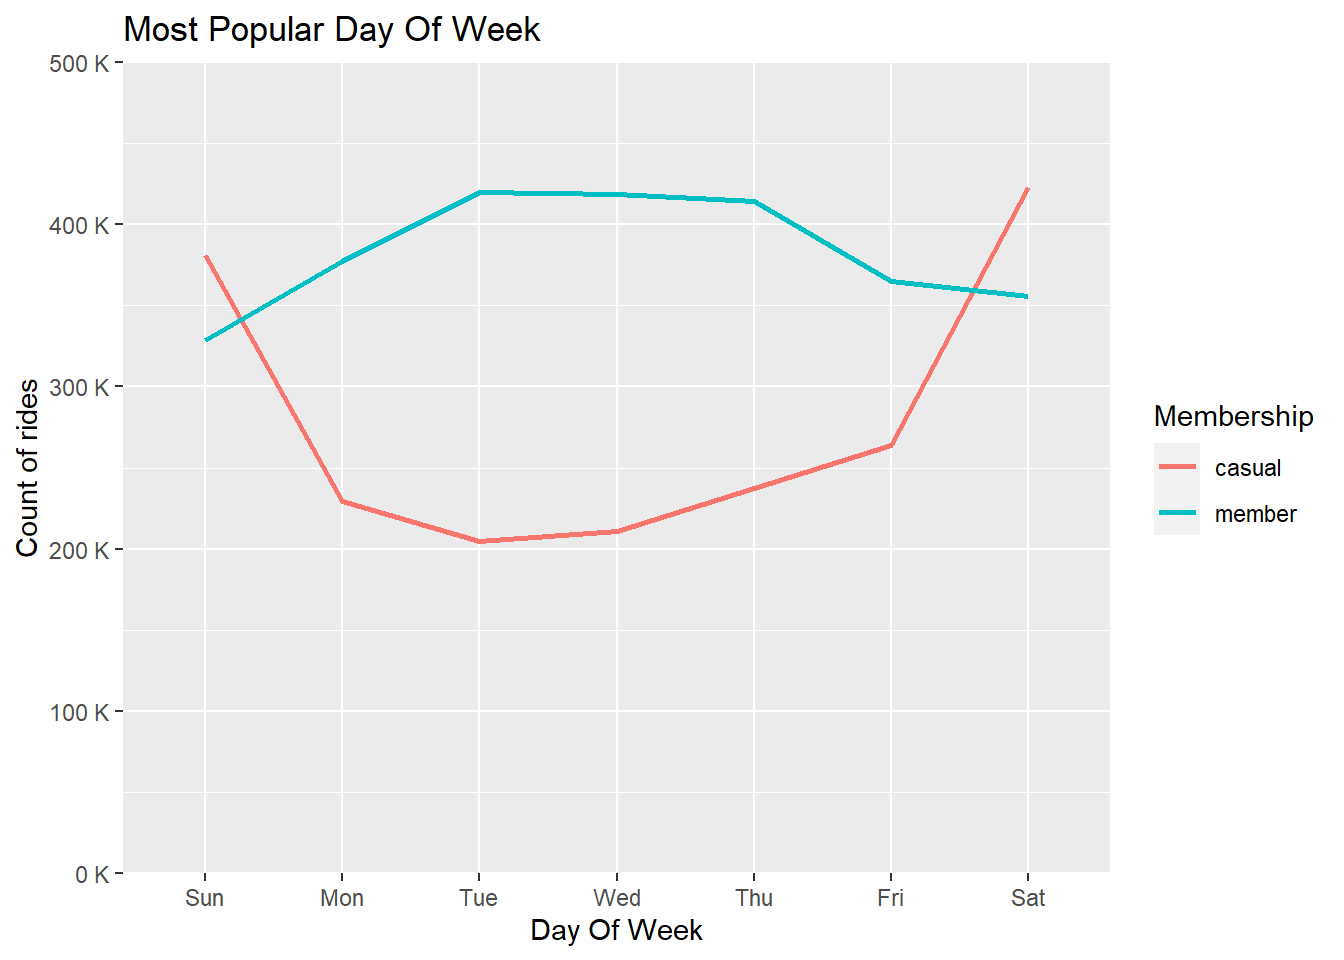 Most Popular Day Of Week
500 K
400 K
300 K
200 K
100 K
0 K
Count of rides
Sun Mon Tue Wed Thu Fri Sat
Day Of Week
Membership
casual
member